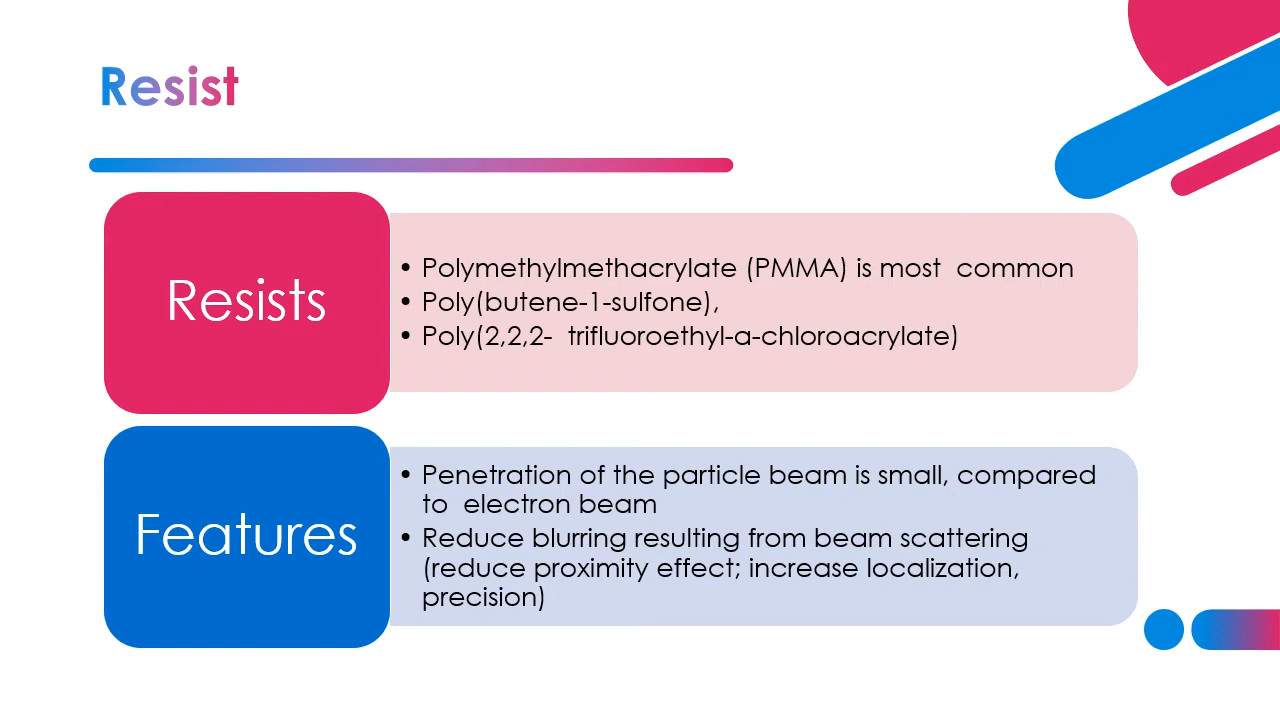 Resist
Resists
• Polymethylmethacrylate (PMMA) is most  common
• Poly(butene-1-sulfone),
• Poly(2,2,2-  trifluoroethyl-a-chloroacrylate)
Features
• Penetration of the particle beam is small, compared
to  electron beam
• Reduce blurring resulting from beam scattering
(reduce proximity effect; increase localization,
precision)